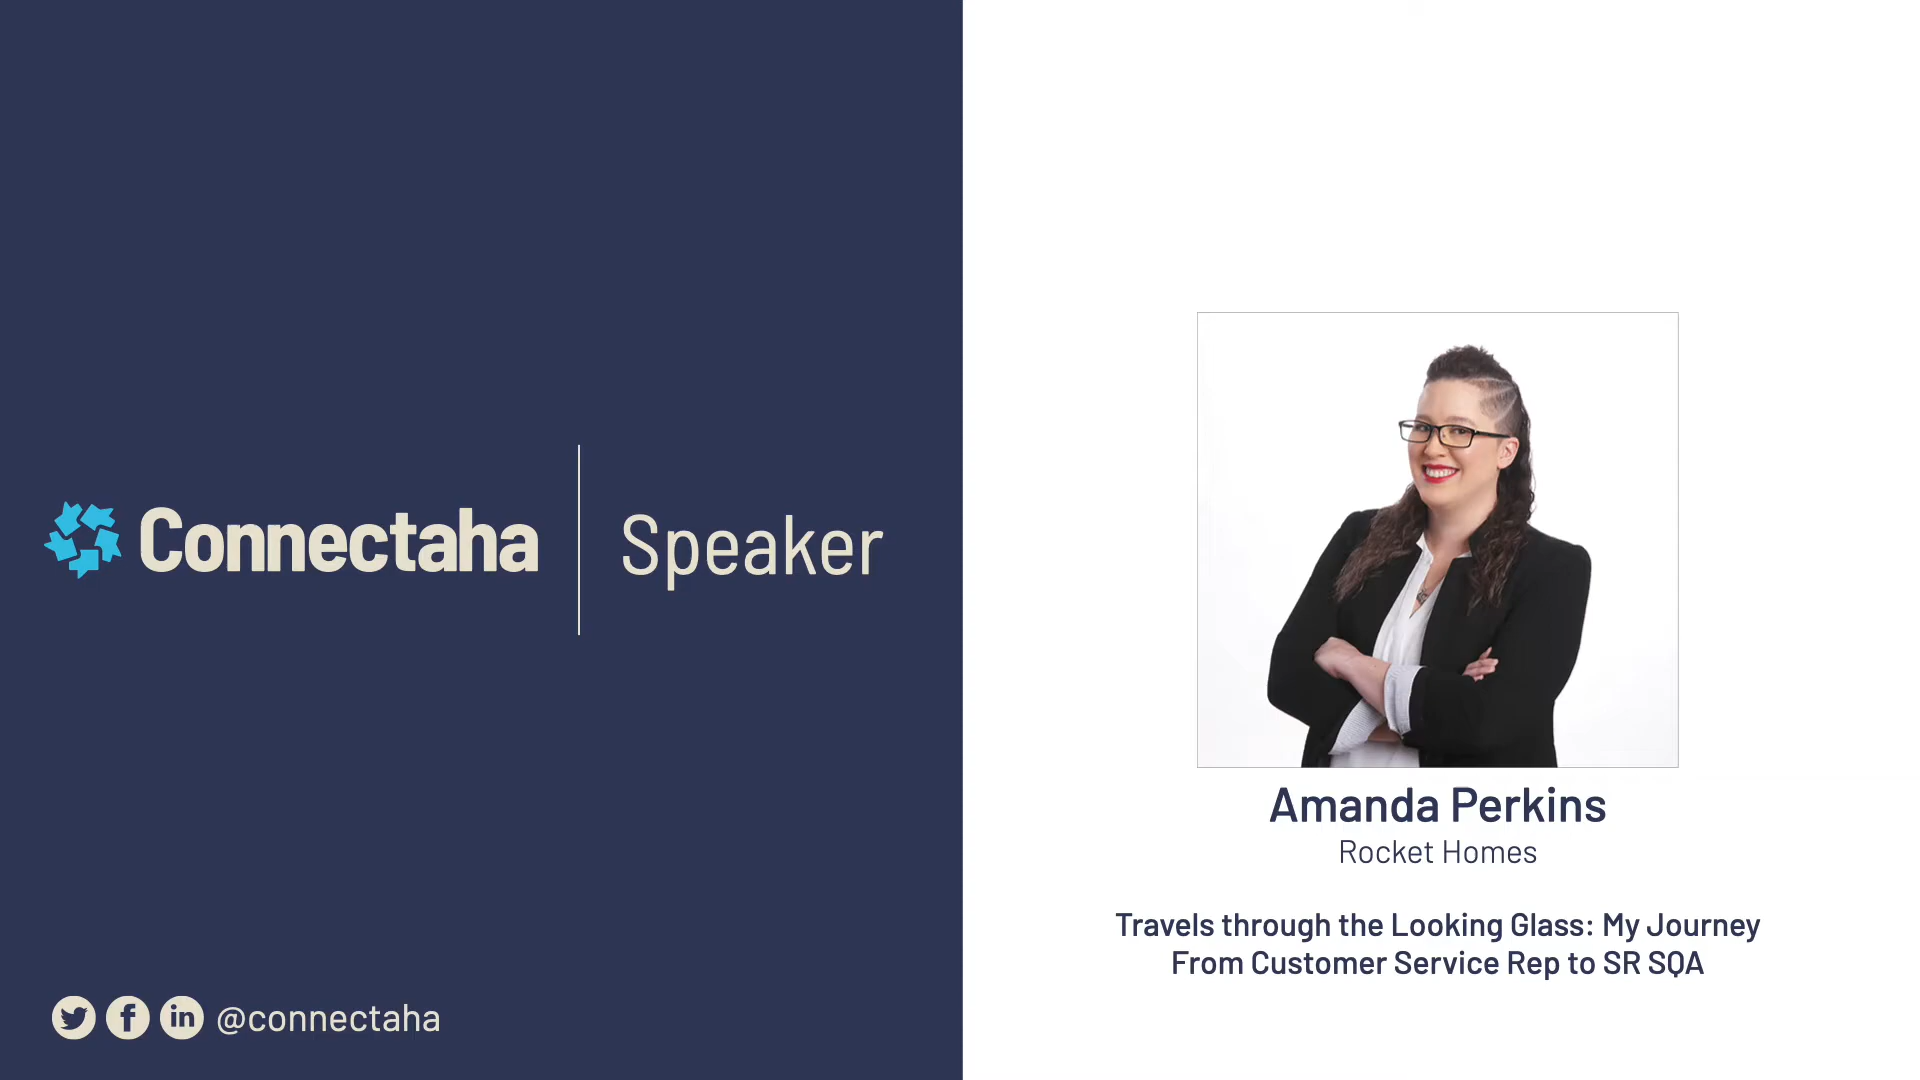 Connectaha
Speaker
@connectaha
Amanda Perkins
Rocket Homes
Travels through the Looking Glass: My Journey
From Customer Service Rep to SR SQA